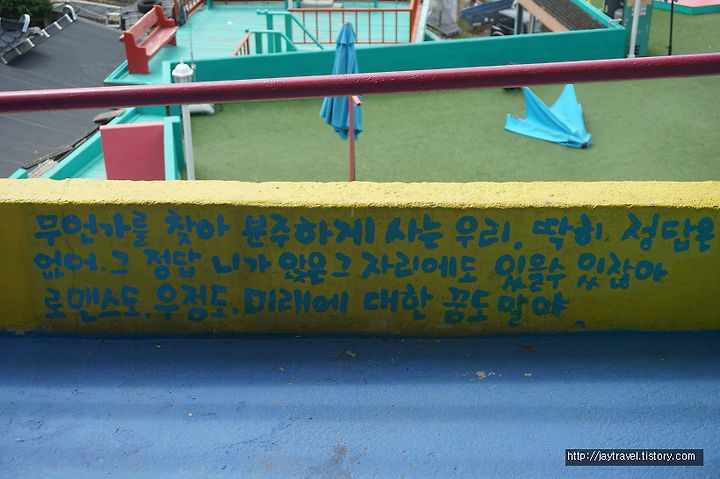 무언가를 찾아 분주하게 사는 우리. 딱히 정답은
없어. 그 정답 니가 앉은 그 자리에도 있을수 있잖아
로맨스도. 우정도. 미래에 대한 꿈도 말야.
http://jaytravel.tistory.com